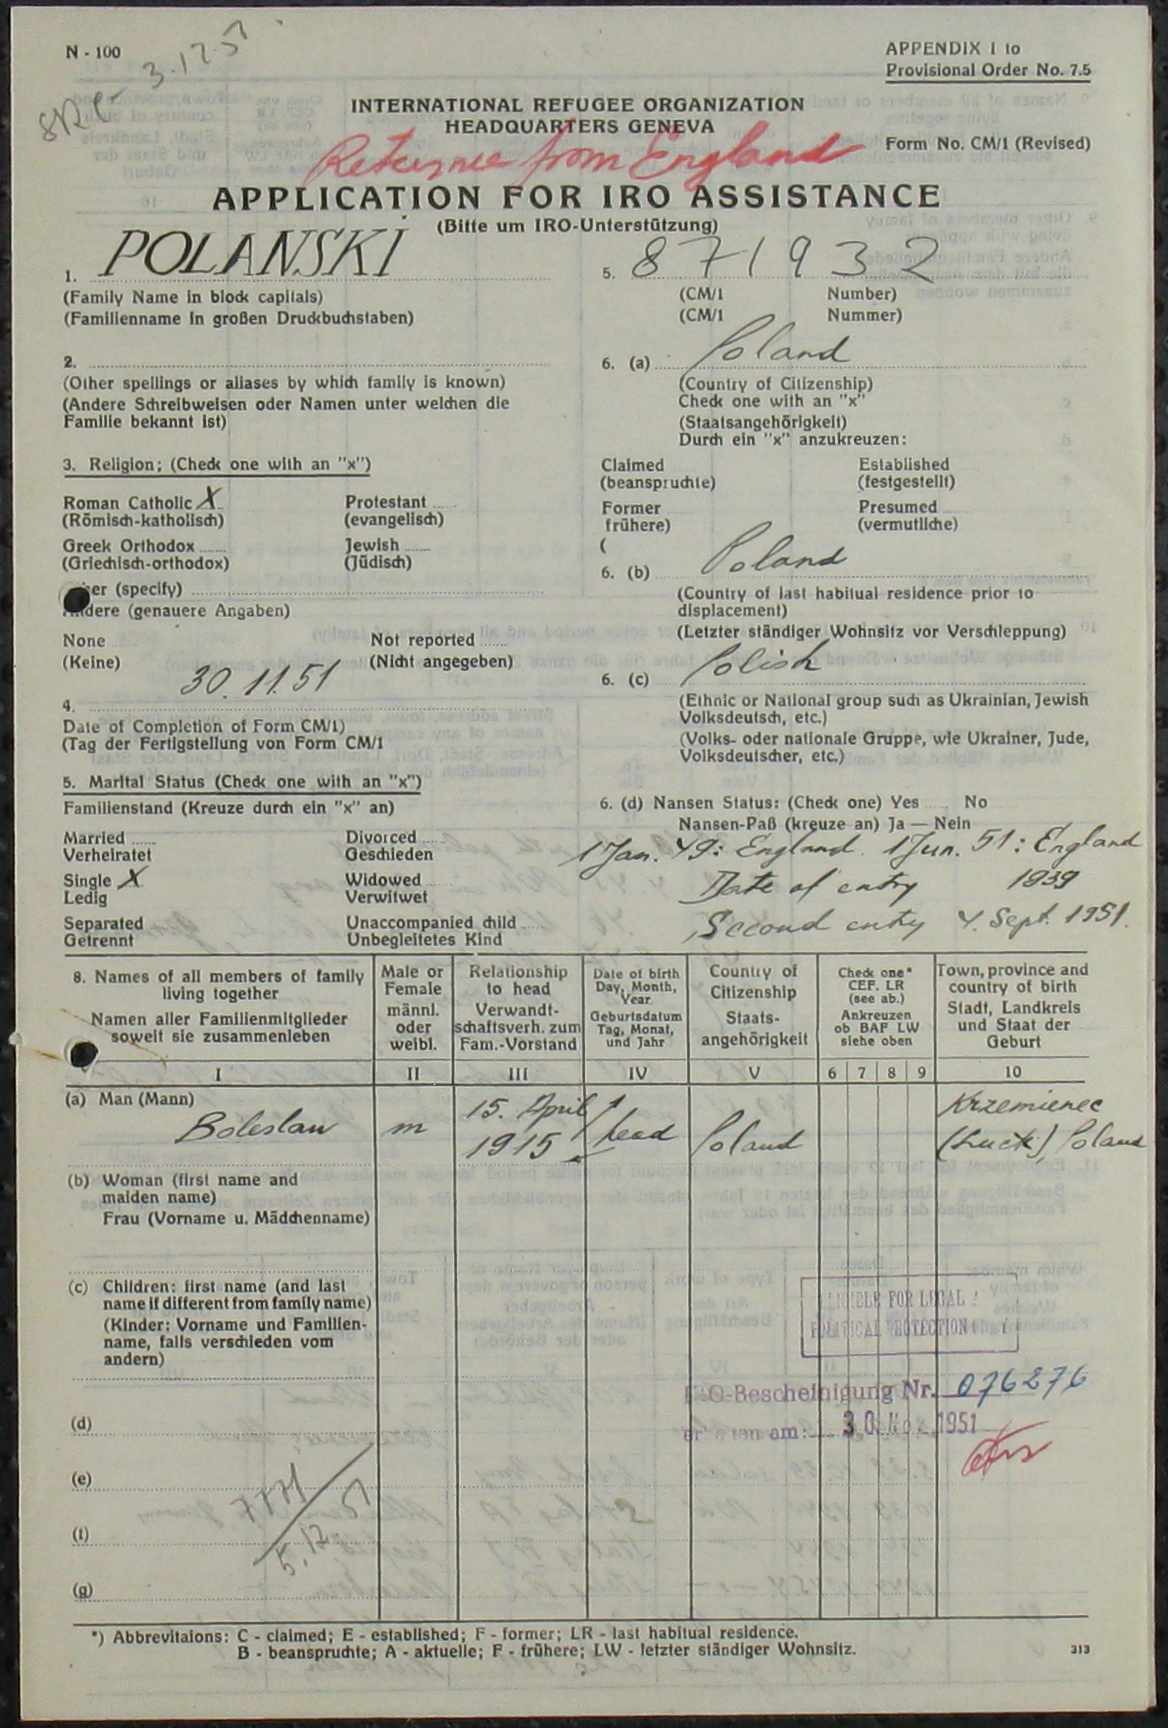 N - 100
3.12.51
APPENDIX 1 to
Provisional Order No. 7.5
INTERNATIONAL REFUGEE ORGANIZATION
HEADQUARTERS GENEVA
Form No. CM/1 (Revised)
Returnee from England
APPLICATION FOR IRO ASSISTANCE
(Bitte um IRO-Unterstützung)
1. POLANSKI
(Family Name in block capitals)
(Familienname in großen Druckbuchstaben)
5. 871932
(CM/1 Number)
(CM/1 Nummer)
2.
(Other spellings or aliases by which family is known)
(Andere Schreibweisen oder Namen unter welchen die
Familie bekannt ist)
6. (a) Poland
(Country of Citizenship)
Check one with an "x"
(Staatsangehörigkeit)
Durch ein "x" anzukreuzen:
3. Religion; (Check one with an "x")
Claimed Established
(beanspruchte) (festgestellt)
Roman Catholic X Protestant
(Römisch-katholisch) (evangelisch)
Former Presumed
frühere) (vermutliche)
(
Greek Orthodox Jewish
(Griechisch-orthodox) (Jüdisch)
6. (b) Poland
(Country of last habitual residence prior to
displacement)
(Letzter ständiger Wohnsitz vor Verschleppung)
er (specify)
dere (genauere Angaben)
None Not reported
(Keine) (Nicht angegeben)
6. (c) Polish
(Ethnic or National group such as Ukrainian, Jewish
Volksdeutsch, etc.)
(Volks- oder nationale Gruppe, wie Ukrainer, Jude,
Volksdeutscher, etc.)
4. 30.11.51
Date of Completion of Form CM/1)
(Tag der Fertigstellung von Form CM/1
5. Marital Status (Check one with an "x")
Familienstand (Kreuze durch ein "x" an)
6. (d) Nansen Status: (Check one) Yes No
Nansen-Paß (kreuze an) Ja — Nein
Married Divorced
Verheiratet Geschieden
Single X Widowed
Ledig Verwitwet
Separated Unaccompanied child
Getrennt Unbegleitetes Kind
1 Jan. 49: England. 1 Jun. 51: England
Date of entry 1939
Second entry 4. Sept. 1951.
8. Names of all members of family
living together
Namen aller Familienmitglieder
soweit sie zusammenleben
Male or
Female
männl.
oder
weibl.
Relationship
to head
Verwandt-
schaftsverh. zum
Fam.-Vorstand
Date of birth
Day, Month,
Year
Geburtsdatum
Tag, Monat,
und Jahr
Country of
Citizenship
Staats-
angehörigkeit
Check one*
CEF. LR
(see ab.)
Ankreuzen
ob BAF LW
siehe oben
Town, province and
country of birth
Stadt, Landkreis
und Staat der
Geburt
I II III IV V 6 7 8 9 10
(a) Man (Mann)
Boleslaw m 15. April 1915 head Poland Krzemieniec (Luck) Poland
(b) Woman (first name and
maiden name)
Frau (Vorname u. Mädchenname)
(c) Children: first name (and last
name if different from family name)
(Kinder: Vorname und Familien-
name, falls verschieden vom
andern)
FOR LEGAL
POLITICAL PROTECTION
O-Bescheinigung Nr. 076276
(d)
am: 30. Nov. 1951
(e)
(f)
5.12
(g)
*) Abbrevitaions: C - claimed; E - established; F - former; LR - last habitual residence.
B - beanspruchte; A - aktuelle; F - frühere; LW - letzter ständiger Wohnsitz.
313